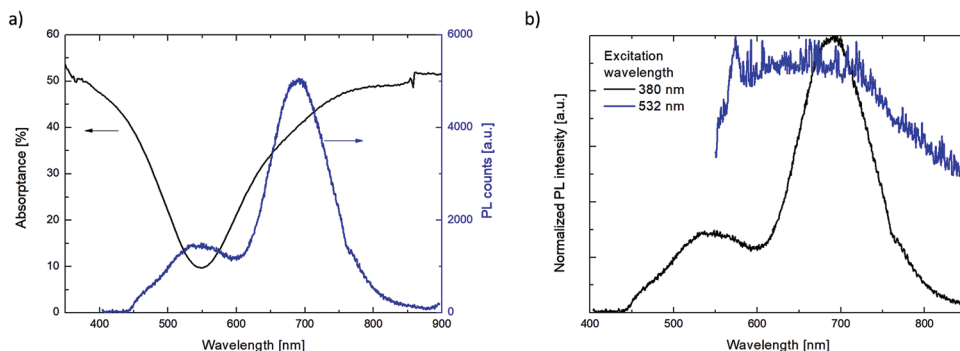 a)
60
50
40
30
20
10
0
Absorptance [%]
400 500 600 700 800 900
Wavelength [nm]
6000
4000
2000
0
PL counts [a.u.]
b)
Excitation
wavelength
380 nm
532 nm
Normalized PL intensity [a.u.]
400 500 600 700 800
Wavelength [nm]